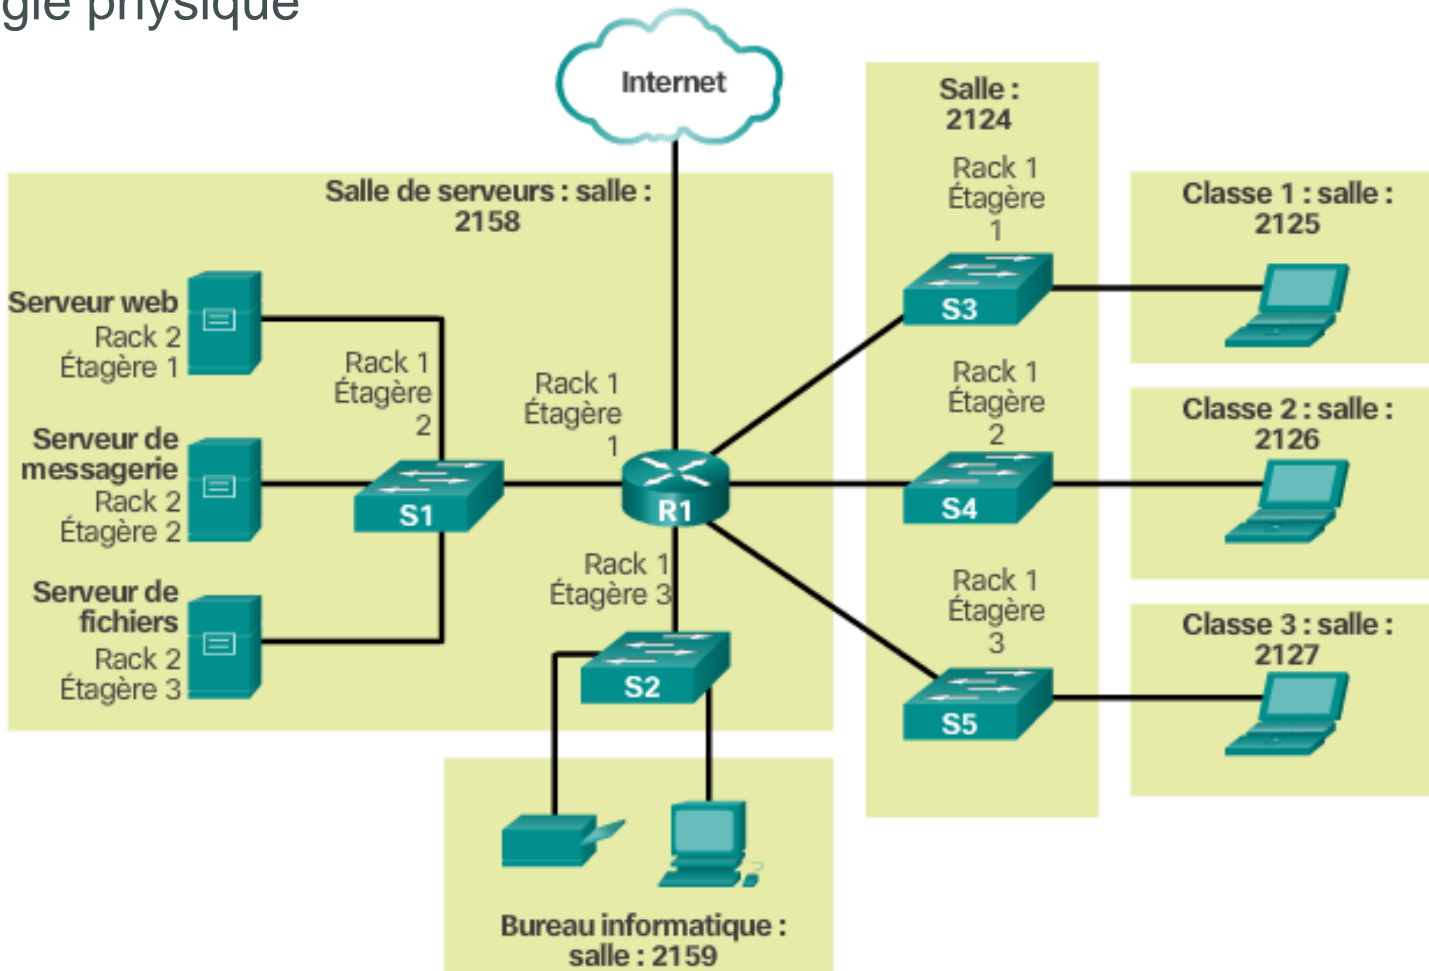 gie physique
Internet
Salle de serveurs : salle :
2158
Serveur web
Rack 2
Étagère 1
Serveur de
messagerie
Rack 2
Étagère 2
Serveur de
fichiers
Rack 2
Étagère 3
Rack 1
Étagère
2
S1
Rack 1
Étagère
1
R1
Rack 1
Étagère 3
S2
Bureau informatique :
salle : 2159
Salle :
2124
Rack 1
Étagère
1
S3
Rack 1
Étagère
2
S4
Rack 1
Étagère
3
S5
Classe 1 : salle :
2125
Classe 2 : salle :
2126
Classe 3 : salle :
2127